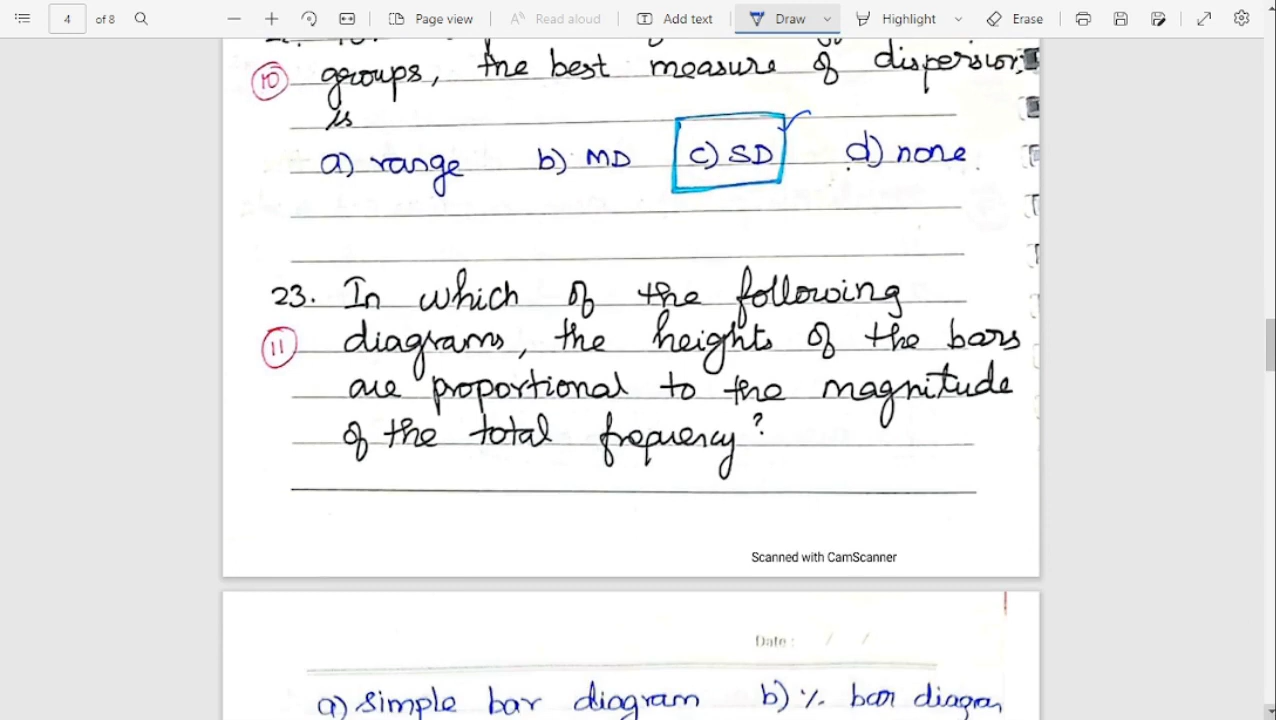 4 of 8 Page view Read aloud Add text Draw Highlight Erase
10 groups, the best measure of dispersion,
is
a) range b) MD c) SD d) none
23. In which of the following
11 diagrams, the heights of the bars
are proportional to the magnitude
of the total frequency?
Scanned with CamScanner
Date : / /
a) simple bar diagram b) % bar diagram